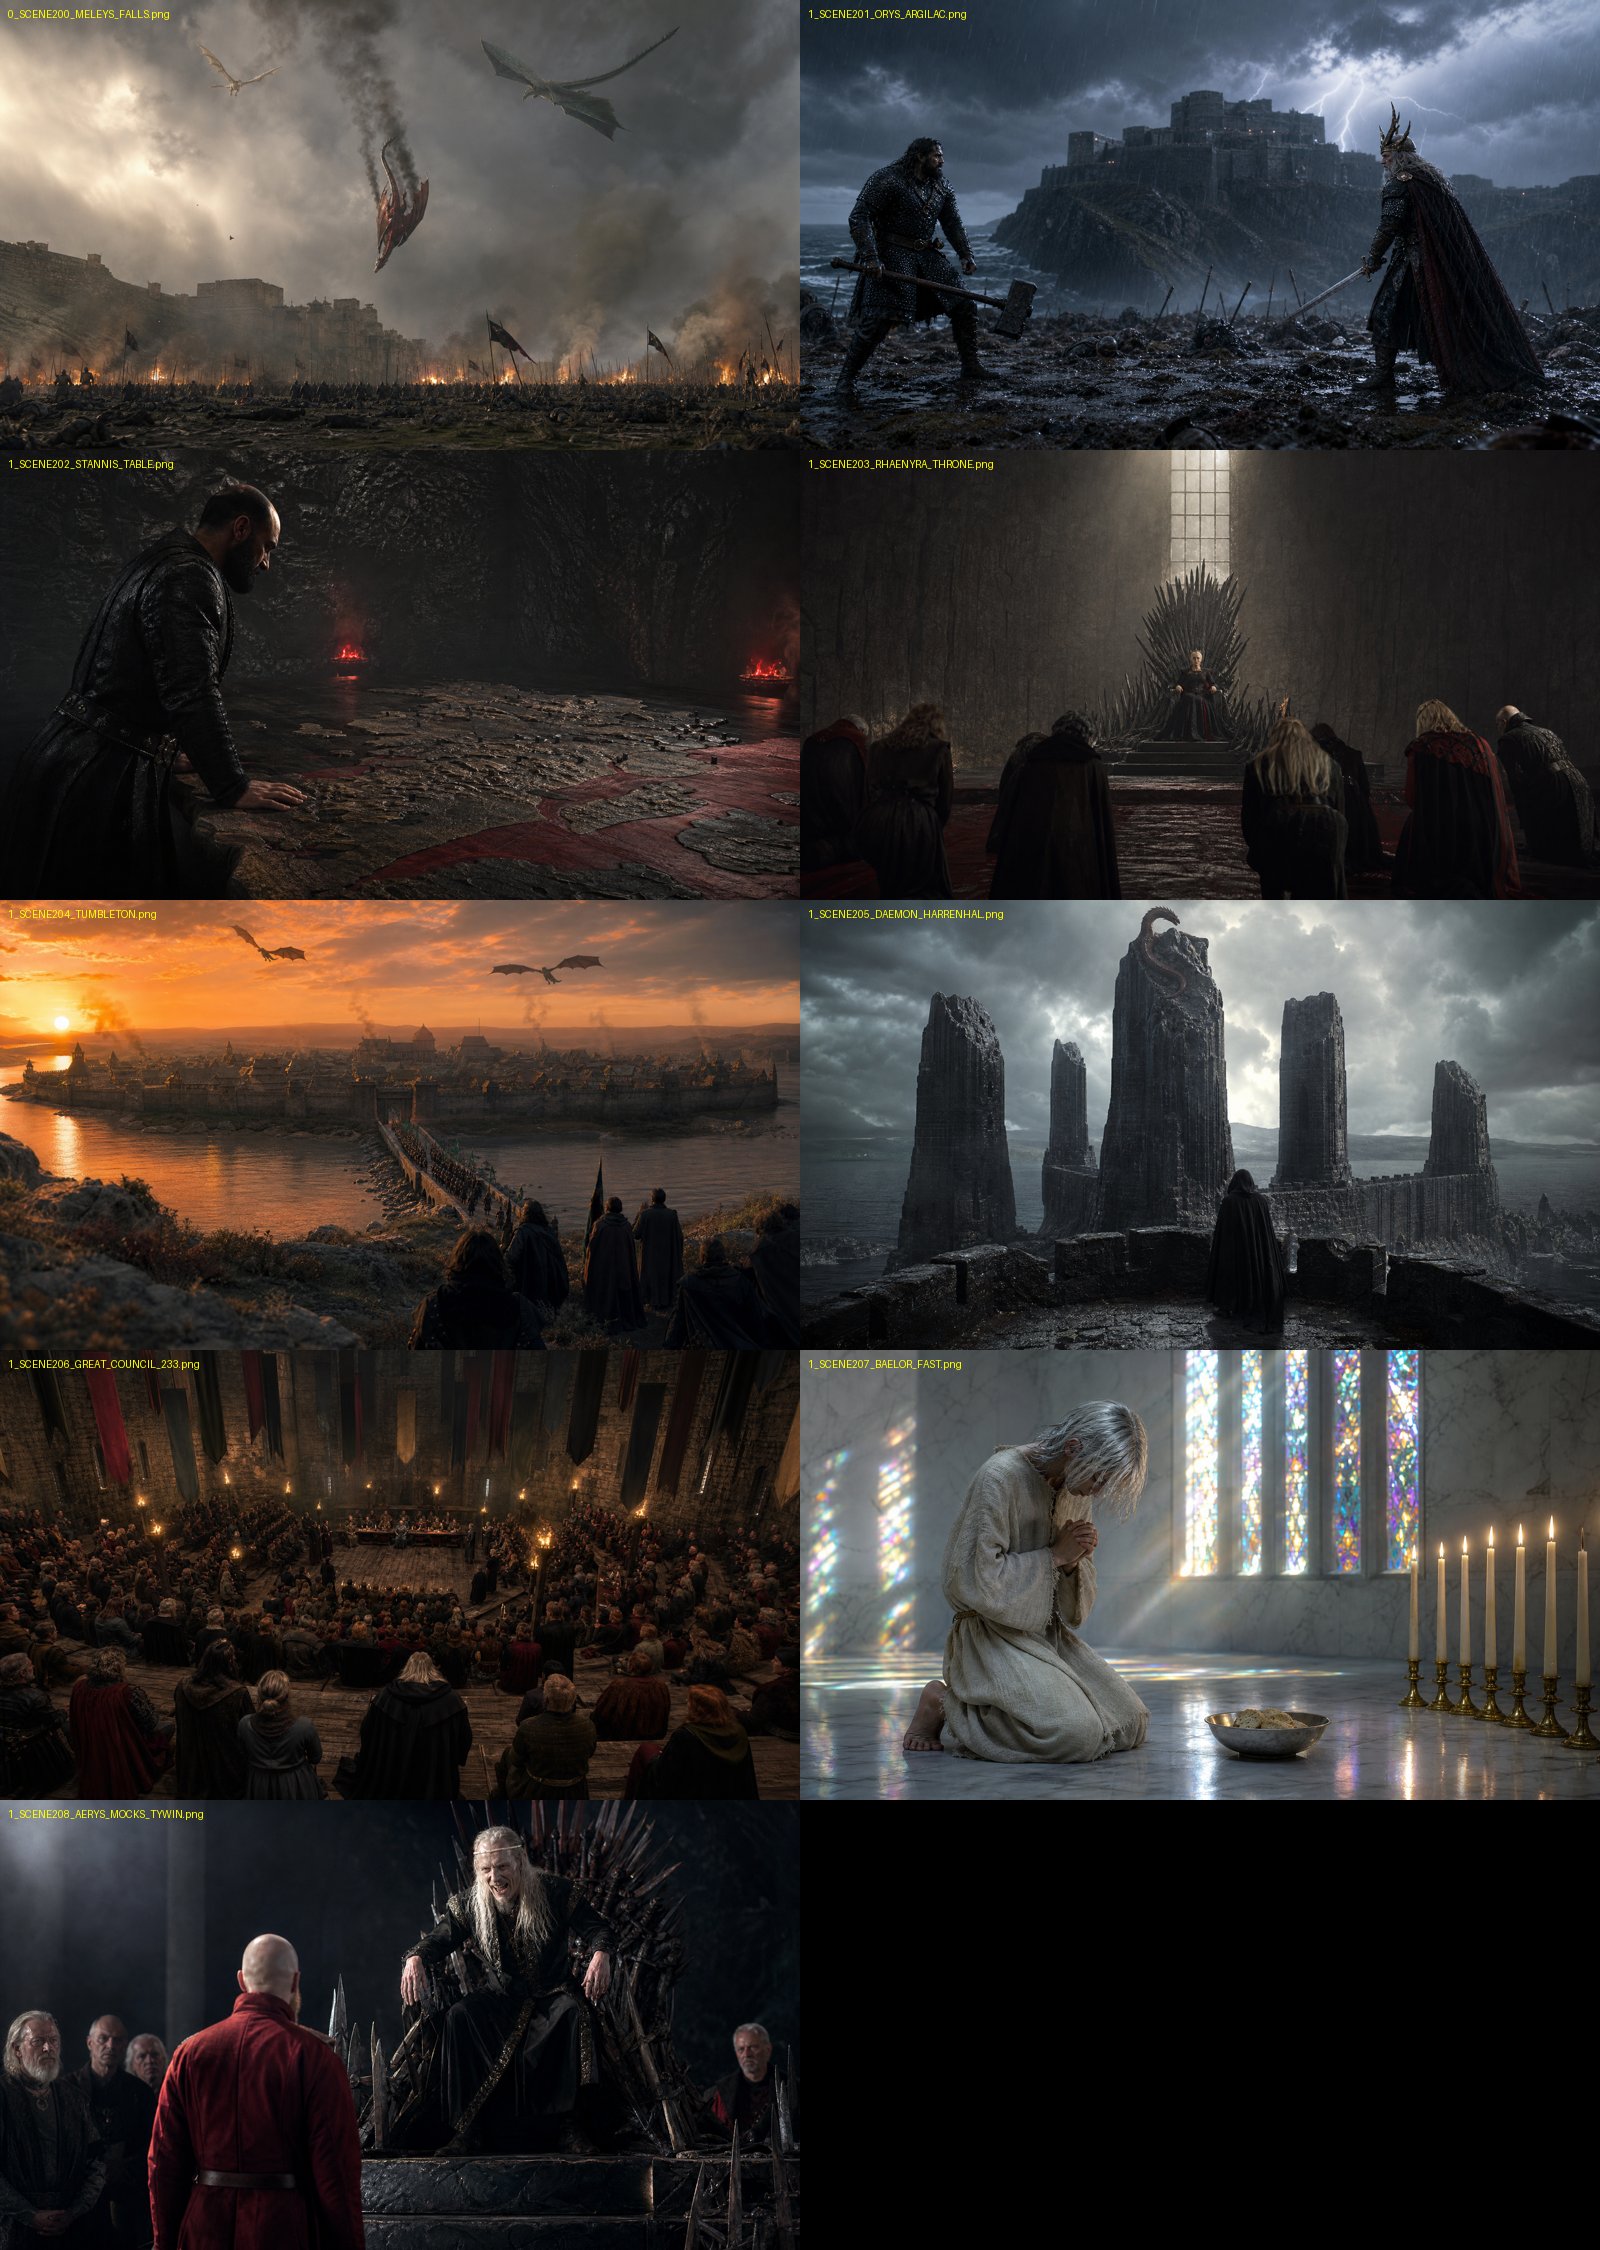 0_SCENE200_MELEYS_FALLS.png
1_SCENE201_ORYS_ARGILAC.png
1_SCENE202_STANNIS_TABLE.png
1_SCENE203_RHAENYRA_THRONE.png
1_SCENE204_TUMBLETON.png
1_SCENE205_DAEMON_HARRENHAL.png
1_SCENE206_GREAT_COUNCIL_233.png
1_SCENE207_BAELOR_FAST.png
1_SCENE208_AERYS_MOCKS_TYWIN.png